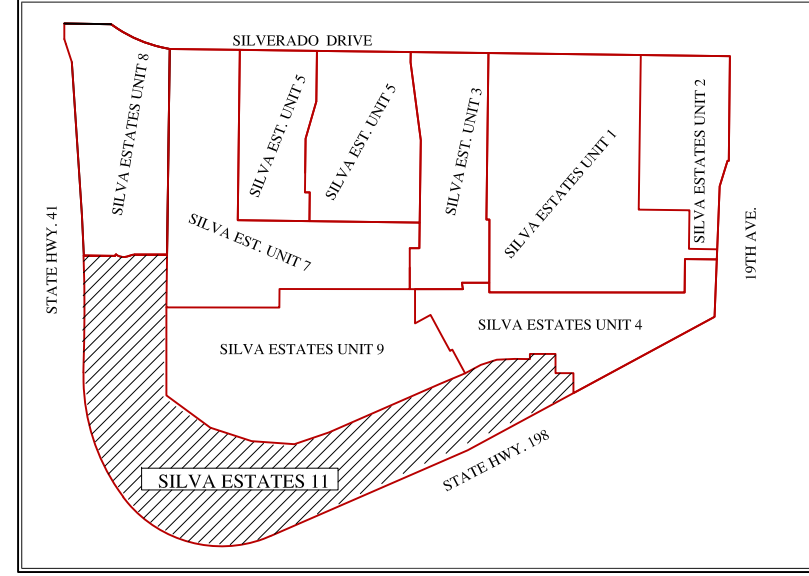 SILVERADO DRIVE
SILVA ESTATES UNIT 8
SILVA EST. UNIT 5
SILVA EST. UNIT 5
SILVA EST. UNIT 3
SILVA ESTATES UNIT 1
SILVA ESTATES UNIT 2
SILVA EST. UNIT 7
STATE HWY. 41
19TH AVE.
SILVA ESTATES UNIT 4
SILVA ESTATES UNIT 9
STATE HWY. 198
SILVA ESTATES 11